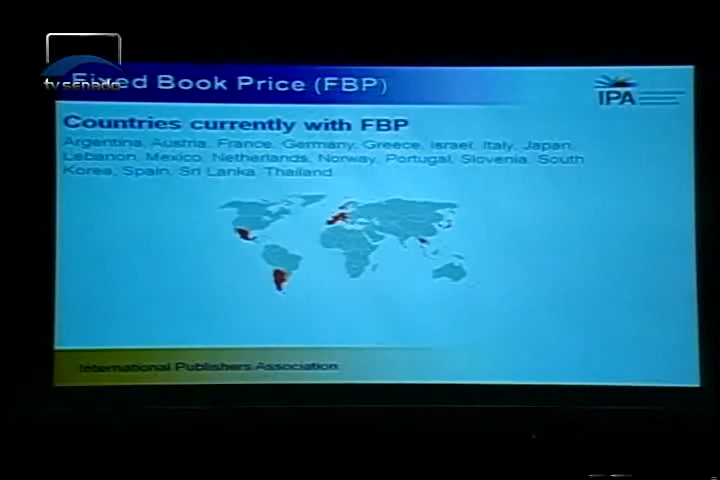 tv senado
Fixed Book Price (FBP)
IPA
Countries currently with FBP
Argentina, Austria, France, Germany, Greece, Israel, Italy, Japan,
Lebanon, Mexico, Netherlands, Norway, Portugal, Slovenia, South
Korea, Spain, Sri Lanka, Thailand
International Publishers Association